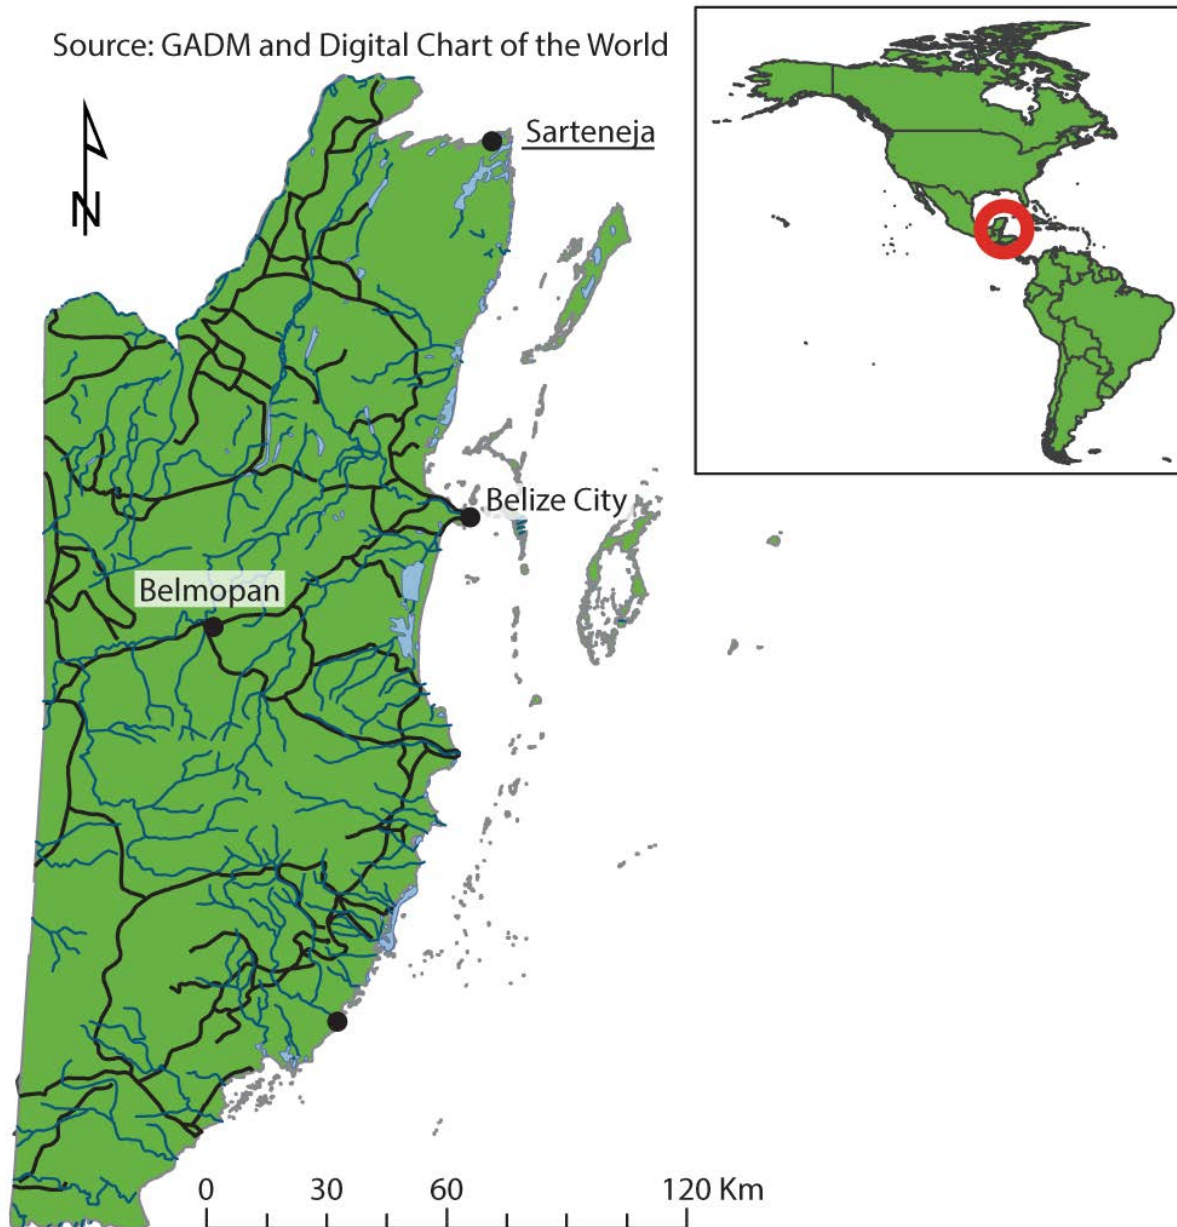 Source: GADM and Digital Chart of the World
N
Sarteneja
Belize City
Belmopan
0 30 60 120 Km